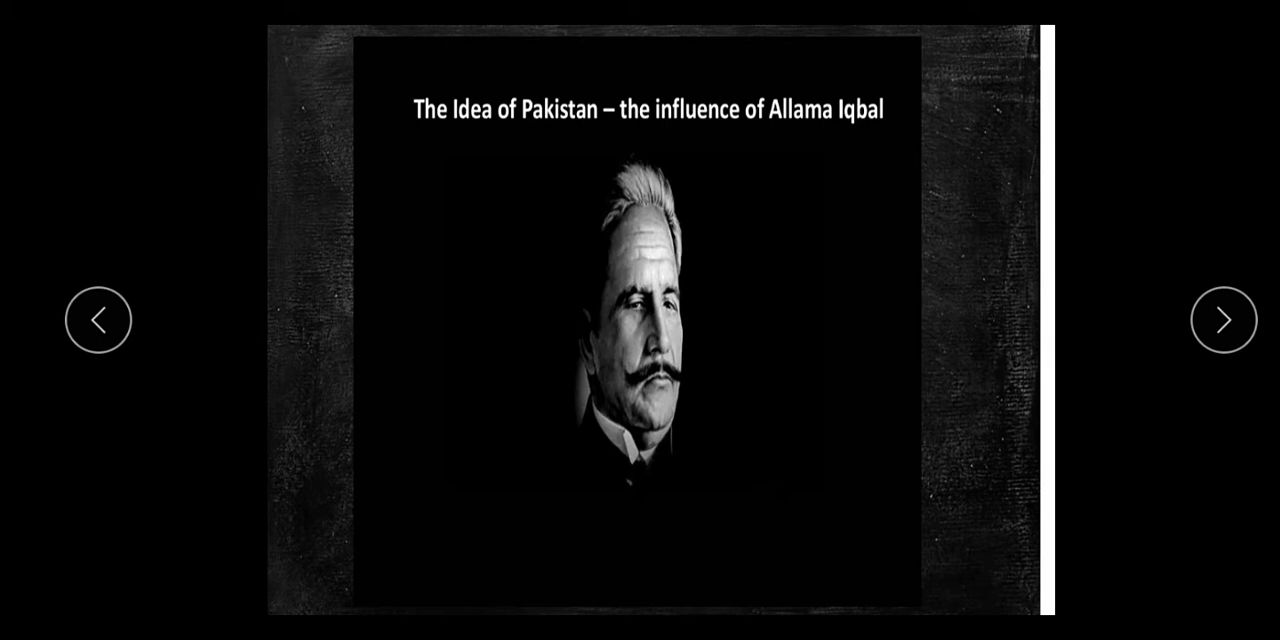 The Idea of Pakistan – the influence of Allama Iqbal